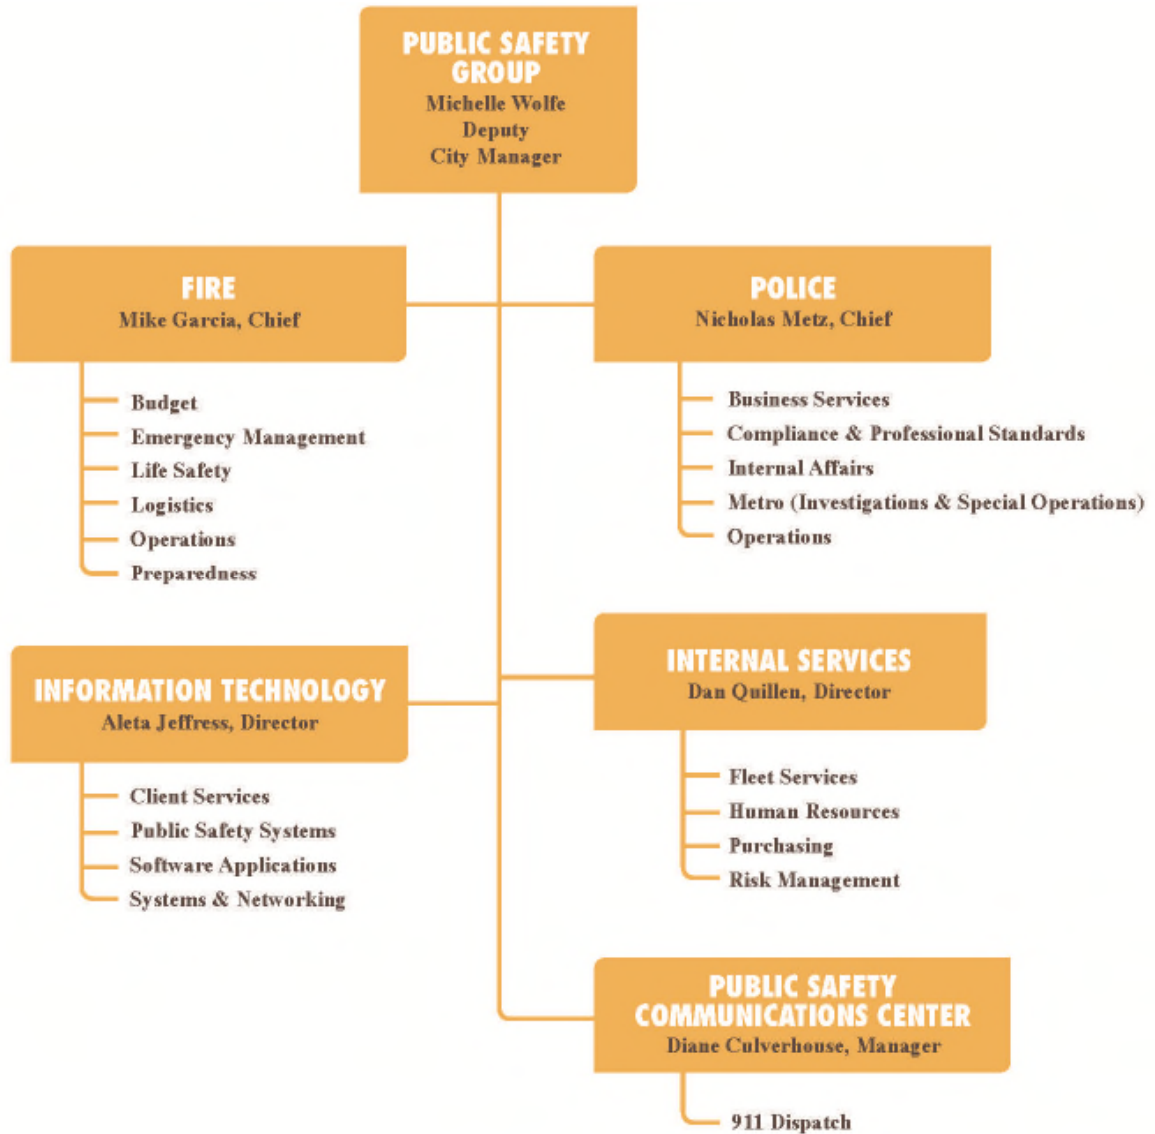 PUBLIC SAFETY
GROUP
Michelle Wolfe
Deputy
City Manager
FIRE
Mike Garcia, Chief
Budget
Emergency Management
Life Safety
Logistics
Operations
Preparedness
POLICE
Nicholas Metz, Chief
Business Services
Compliance & Professional Standards
Internal Affairs
Metro (Investigations & Special Operations)
Operations
INFORMATION TECHNOLOGY
Aleta Jeffress, Director
Client Services
Public Safety Systems
Software Applications
Systems & Networking
INTERNAL SERVICES
Dan Quillen, Director
Fleet Services
Human Resources
Purchasing
Risk Management
PUBLIC SAFETY
COMMUNICATIONS CENTER
Diane Culverhouse, Manager
911 Dispatch